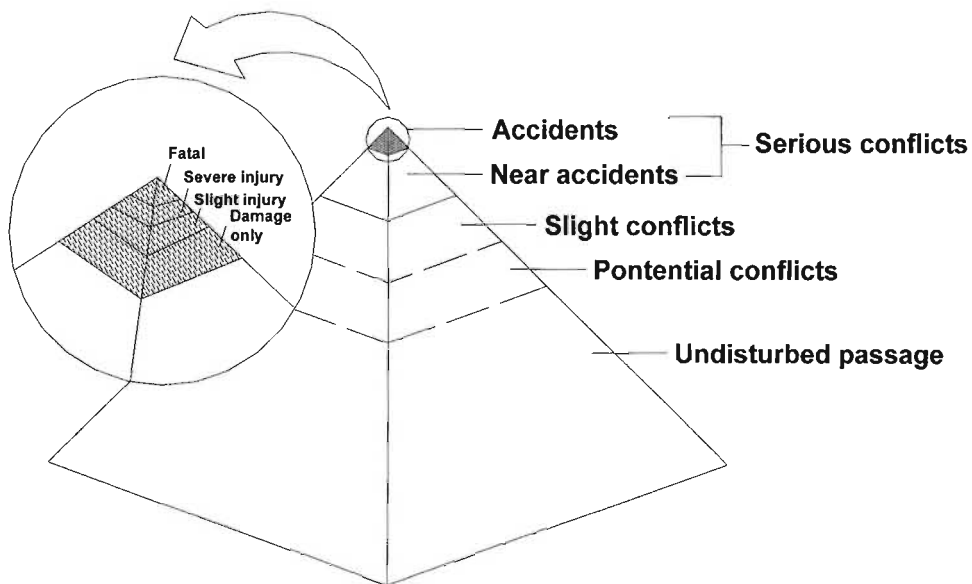 Accidents
Serious conflicts
Near accidents
Slight conflicts
Pontential conflicts
Undisturbed passage
Fatal
Severe injury
Slight injury
Damage
only